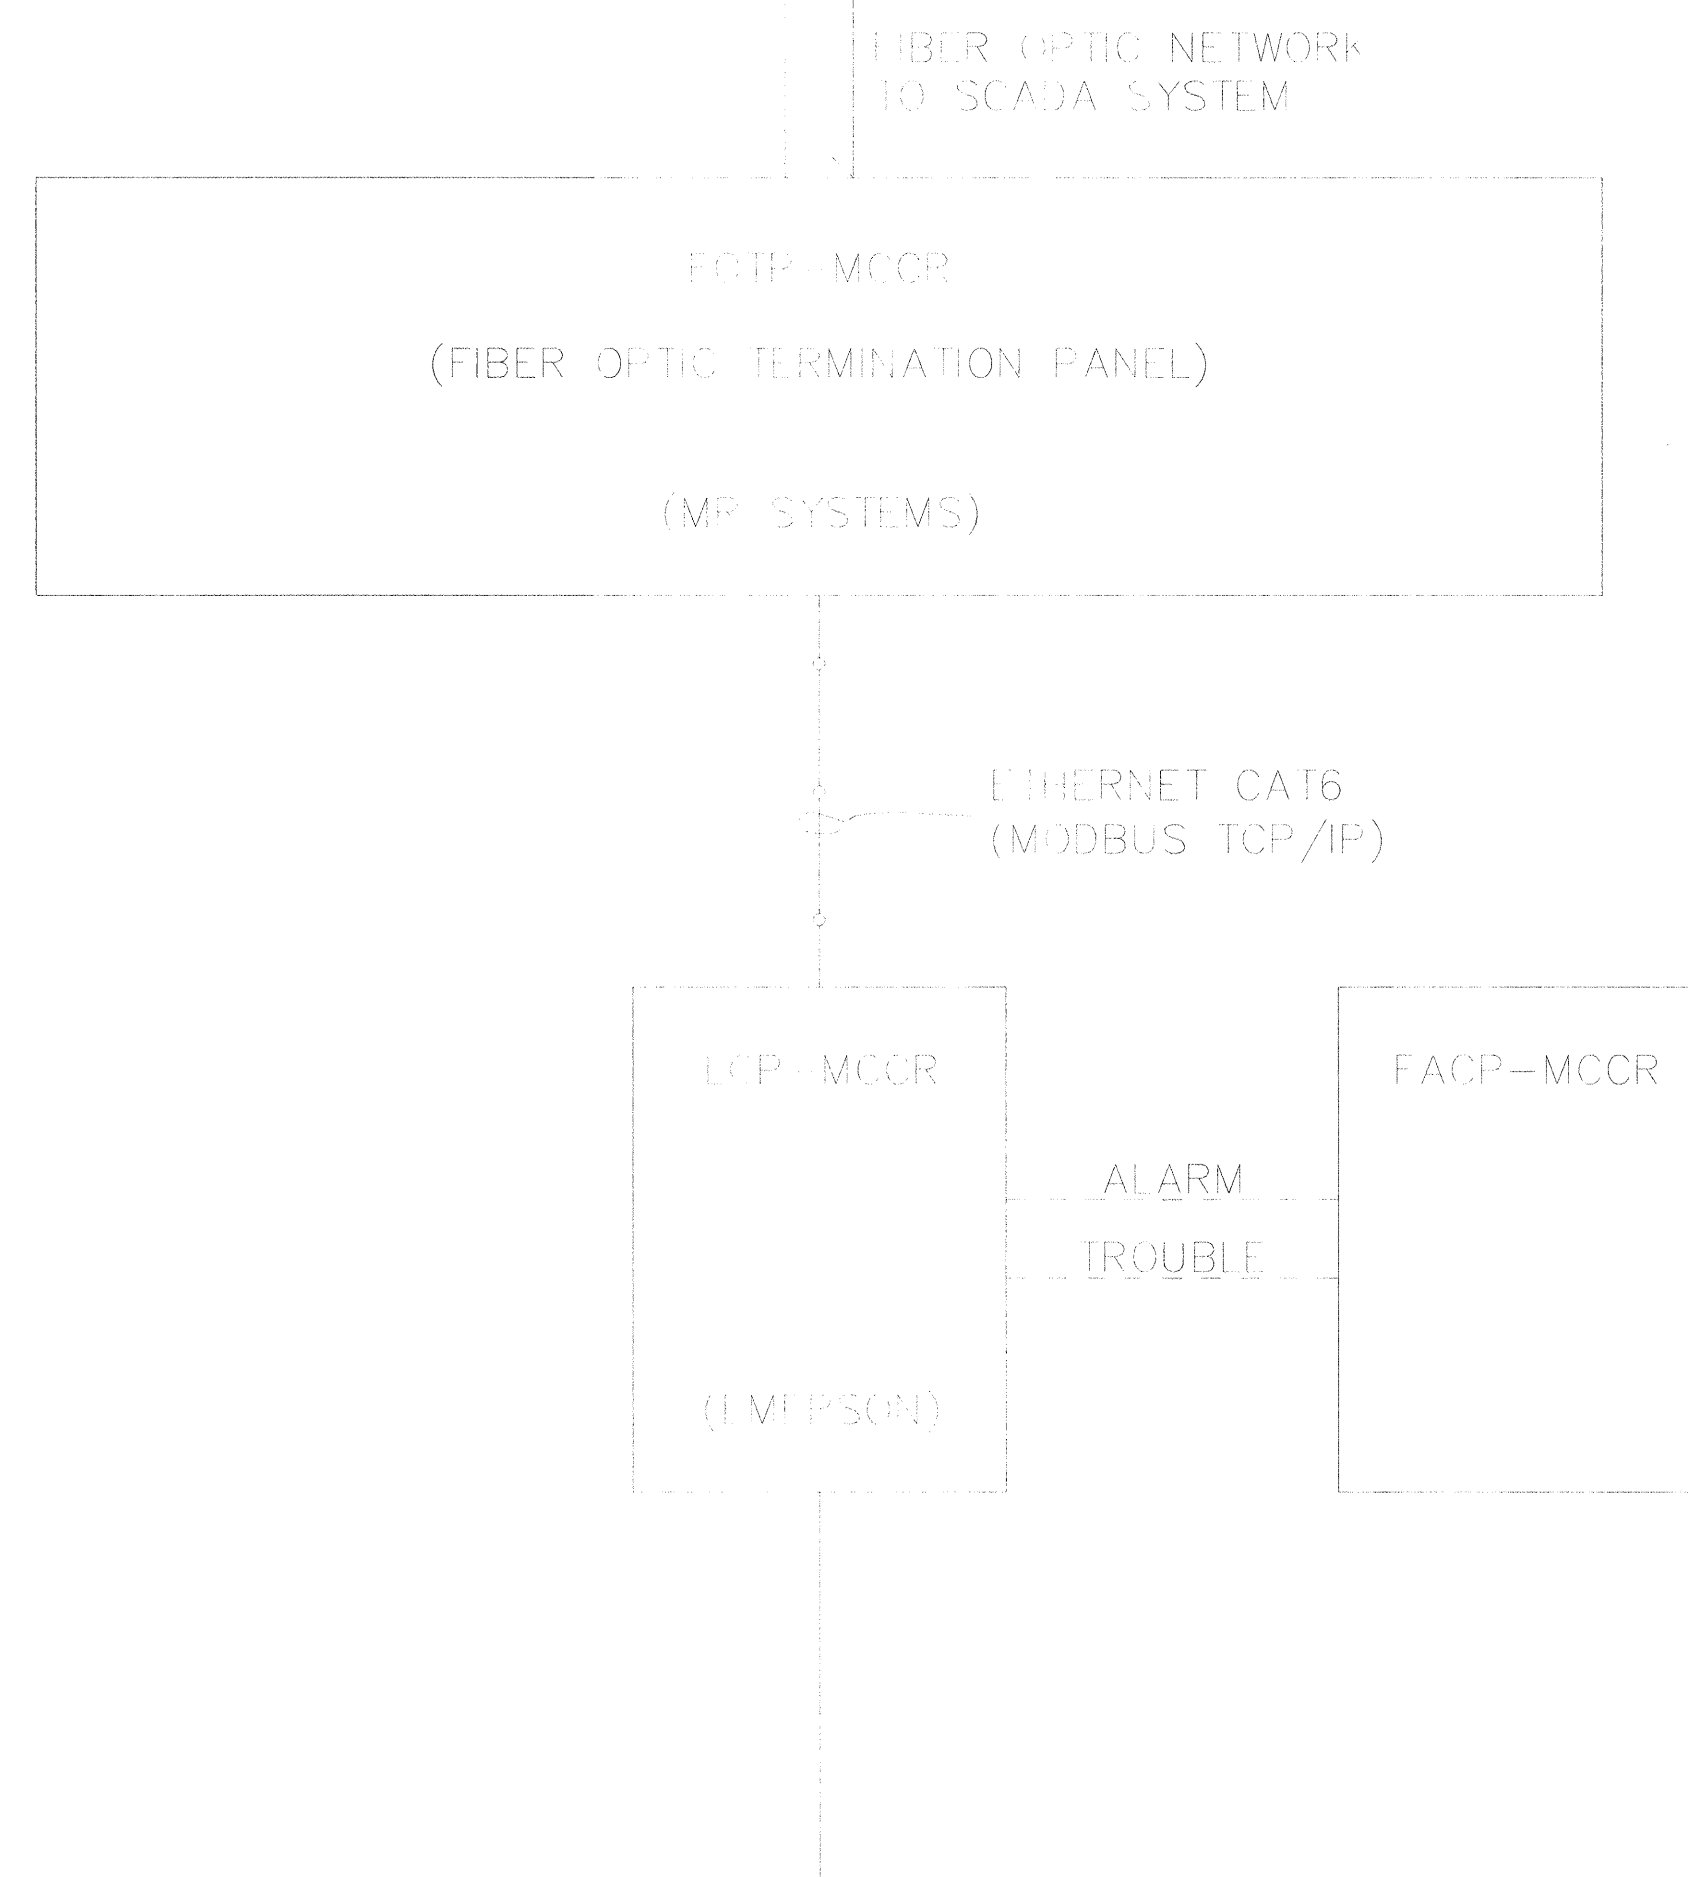 FIBER OPTIC NETWORK
TO SCADA SYSTEM
FOTP-MCCR
(FIBER OPTIC TERMINATION PANEL)
(MR SYSTEMS)
ETHERNET CAT6
(MODBUS TCP/IP)
LCP-MCCR
FACP-MCCR
ALARM
TROUBLE
(EMERSON)